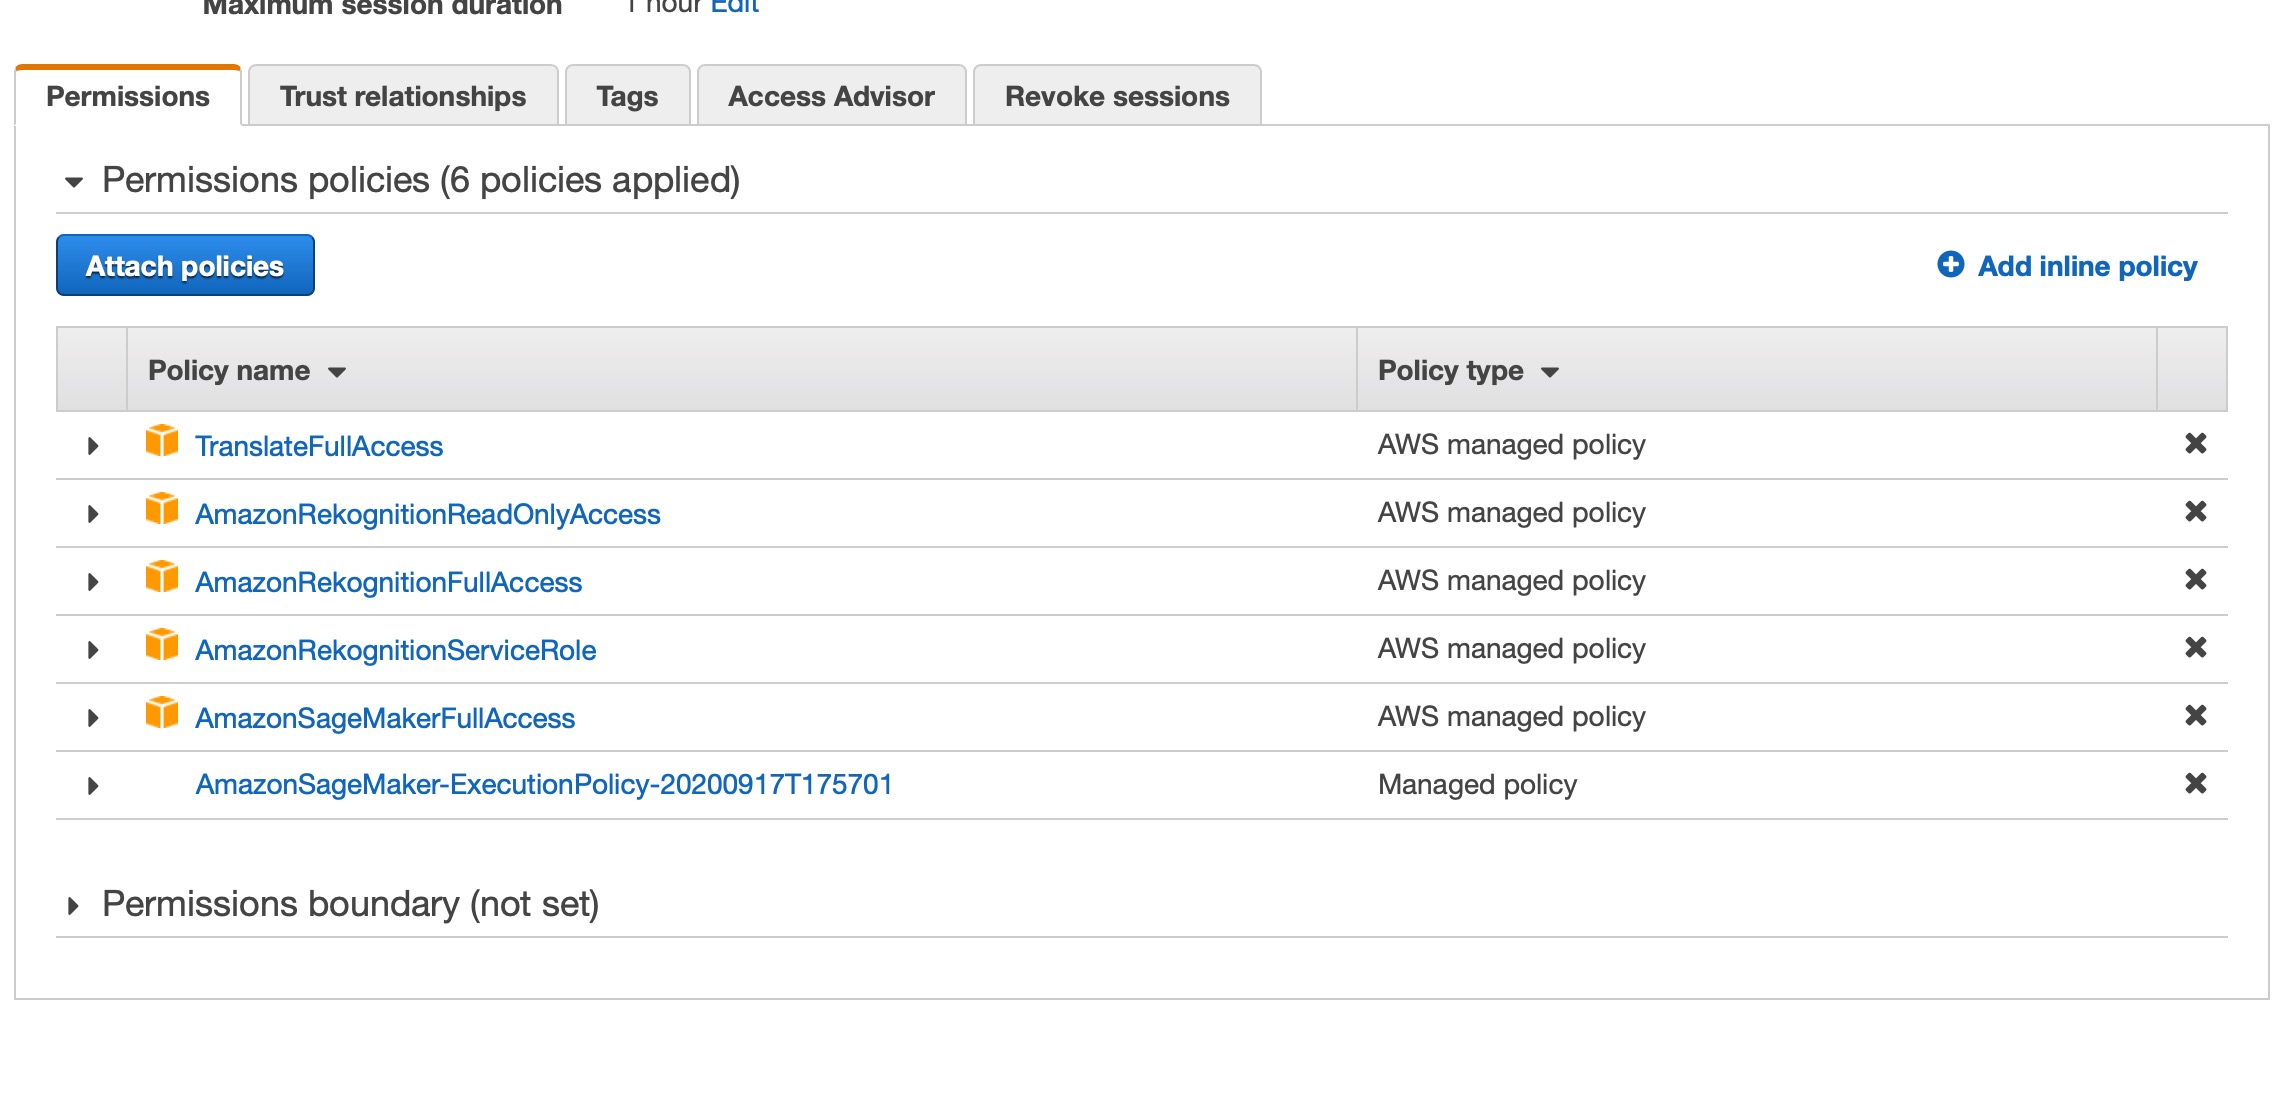 Maximum session duration 1 hour Edit
Permissions Trust relationships Tags Access Advisor Revoke sessions
Permissions policies (6 policies applied)
Attach policies Add inline policy
Policy name Policy type
TranslateFullAccess AWS managed policy
AmazonRekognitionReadOnlyAccess AWS managed policy
AmazonRekognitionFullAccess AWS managed policy
AmazonRekognitionServiceRole AWS managed policy
AmazonSageMakerFullAccess AWS managed policy
AmazonSageMaker-ExecutionPolicy-20200917T175701 Managed policy
Permissions boundary (not set)